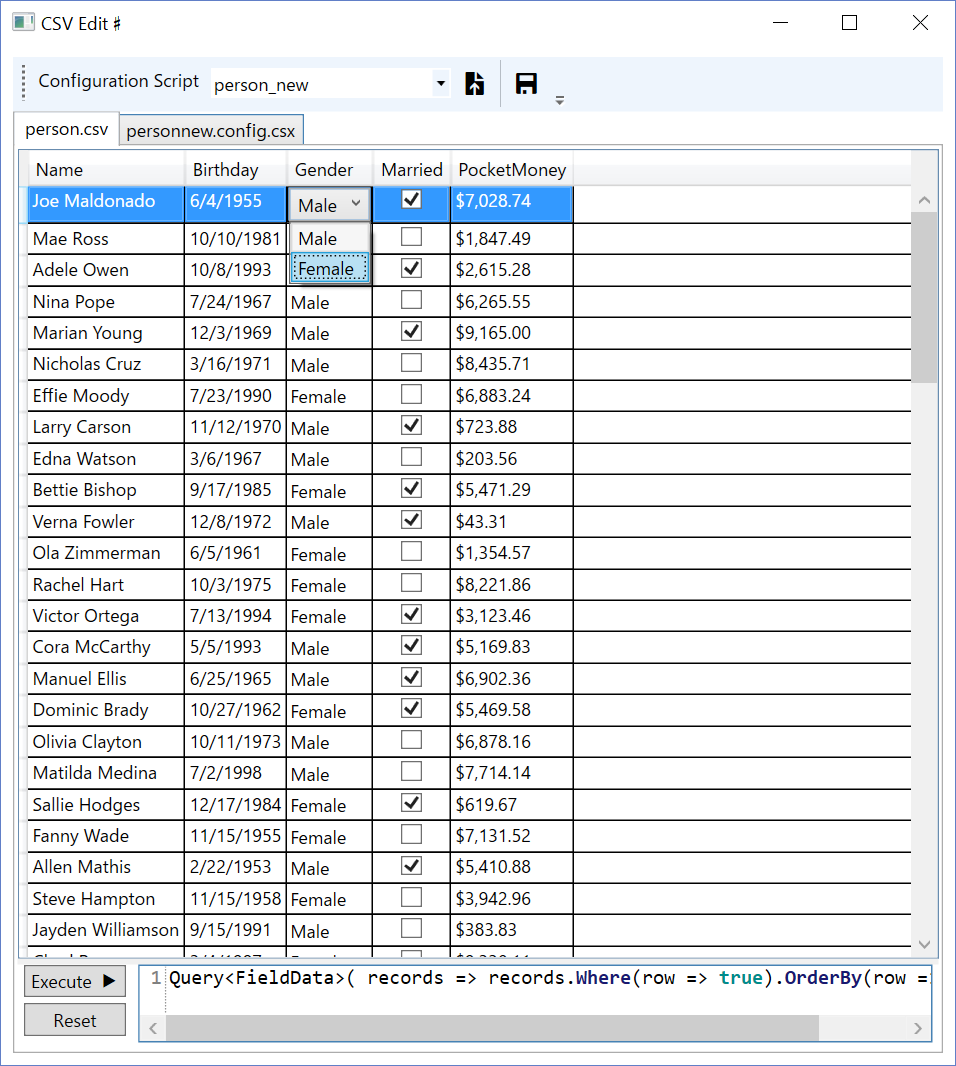 CSV Edit ♯
Configuration Script person_new
person.csv personnew.config.csx
Name Birthday Gender Married PocketMoney
Joe Maldonado 6/4/1955 Male $7,028.74
Mae Ross 10/10/1981 Male $1,847.49
Adele Owen 10/8/1993 Female $2,615.28
Nina Pope 7/24/1967 Male $6,265.55
Marian Young 12/3/1969 Male $9,165.00
Nicholas Cruz 3/16/1971 Male $8,435.71
Effie Moody 7/23/1990 Female $6,883.24
Larry Carson 11/12/1970 Male $723.88
Edna Watson 3/6/1967 Male $203.56
Bettie Bishop 9/17/1985 Female $5,471.29
Verna Fowler 12/8/1972 Male $43.31
Ola Zimmerman 6/5/1961 Female $1,354.57
Rachel Hart 10/3/1975 Female $8,221.86
Victor Ortega 7/13/1994 Female $3,123.46
Cora McCarthy 5/5/1993 Male $5,169.83
Manuel Ellis 6/25/1965 Male $6,902.36
Dominic Brady 10/27/1962 Female $5,469.58
Olivia Clayton 10/11/1973 Male $6,878.16
Matilda Medina 7/2/1998 Male $7,714.14
Sallie Hodges 12/17/1984 Female $619.67
Fanny Wade 11/15/1955 Female $7,131.52
Allen Mathis 2/22/1953 Male $5,410.88
Steve Hampton 11/15/1958 Female $3,942.96
Jayden Williamson 9/15/1991 Male $383.83
Execute 1 Query<FieldData>( records => records.Where(row => true).OrderBy(row =
Reset